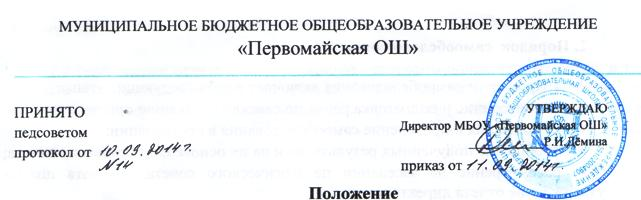 МУНИЦИПАЛЬНОЕ БЮДЖЕТНОЕ ОБЩЕОБРАЗОВАТЕЛЬНОЕ УЧРЕЖДЕНИЕ
«Первомайская ОШ»
ПРИНЯТО
УТВЕРЖДАЮ
педсоветом
Директор МБОУ «Первомайская ОШ»
протокол от 10.09.2014г.
Р.И.Дёмина
№14
приказ от 11.09.2014г.
Положение